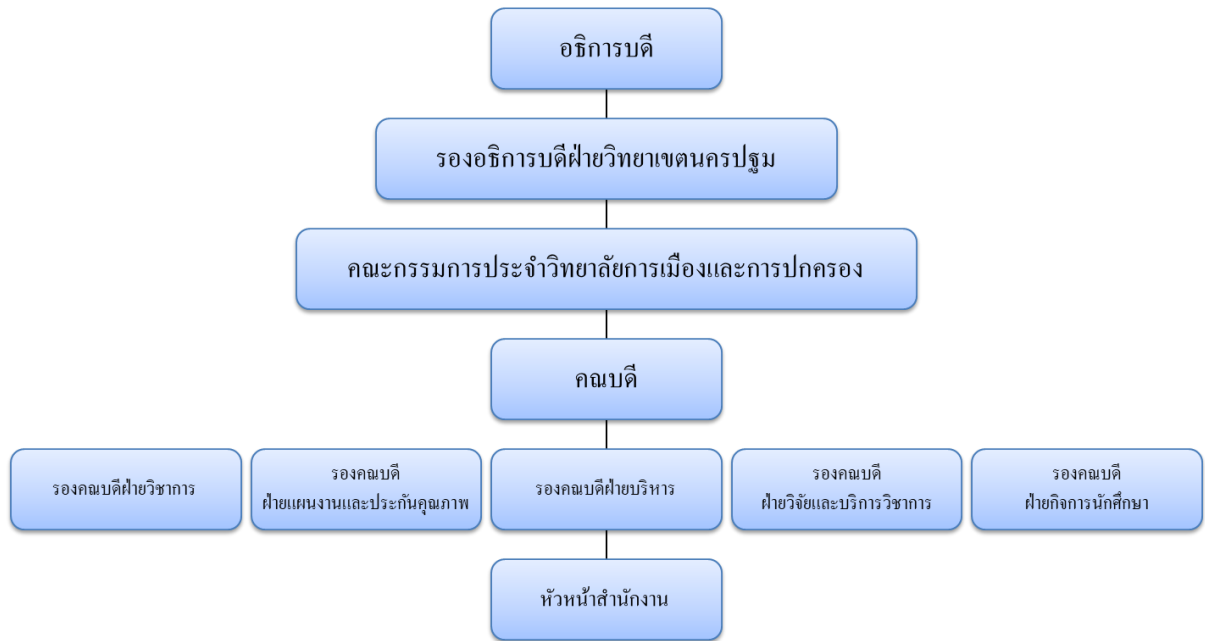 อธิการบดี
รองอธิการบดีฝ่ายวิทยาเขตนครปฐม
คณะกรรมการประจำวิทยาลัยการเมืองและการปกครอง
คณบดี
รองคณบดีฝ่ายวิชาการ
รองคณบดี
ฝ่ายแผนงานและประกันคุณภาพ
รองคณบดีฝ่ายบริหาร
รองคณบดี
ฝ่ายวิจัยและบริการวิชาการ
รองคณบดี
ฝ่ายกิจการนักศึกษา
หัวหน้าสำนักงาน